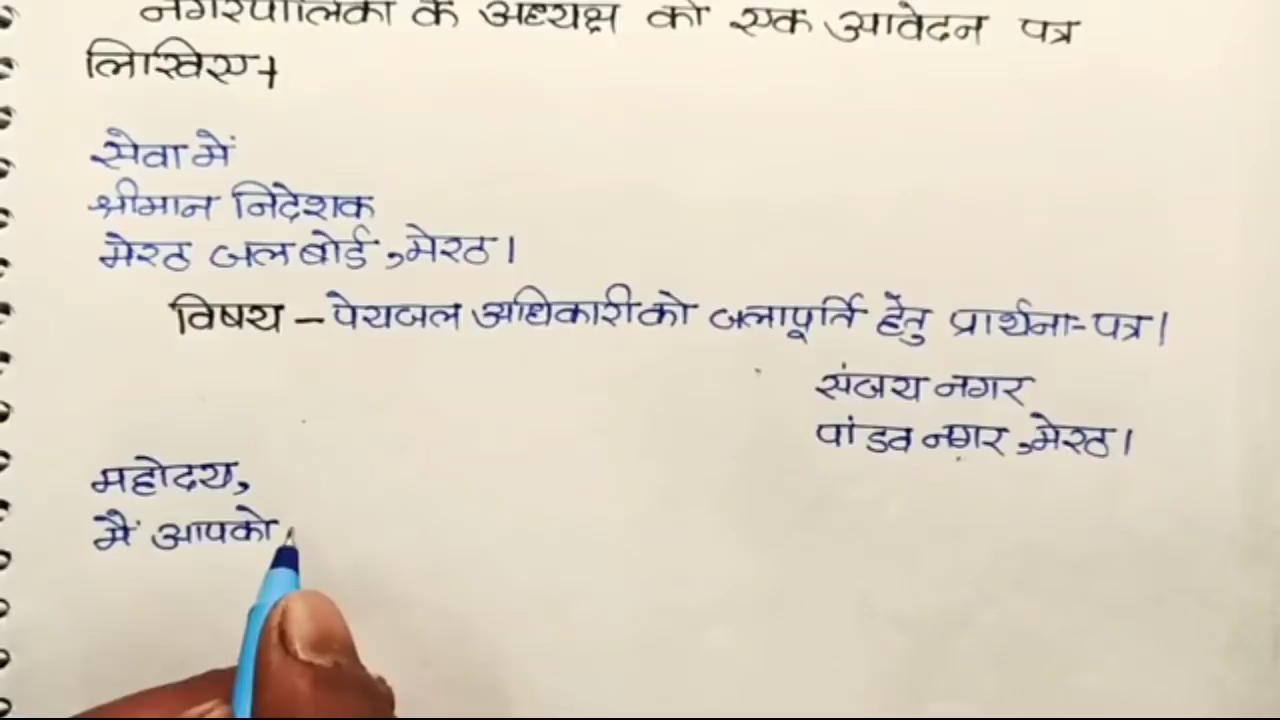 नगरपालिका के अध्यक्ष को एक आवेदन पत्र
लिखिए।
सेवा में
श्रीमान निदेशक
मेरठ जल बोर्ड ,मेरठ।
विषय – पेयजल अधिकारी को जलापूर्ति हेतु प्रार्थना-पत्र।
संजय नगर
पांडव नगर ,मेरठ।
महोदय,
मैं आपको